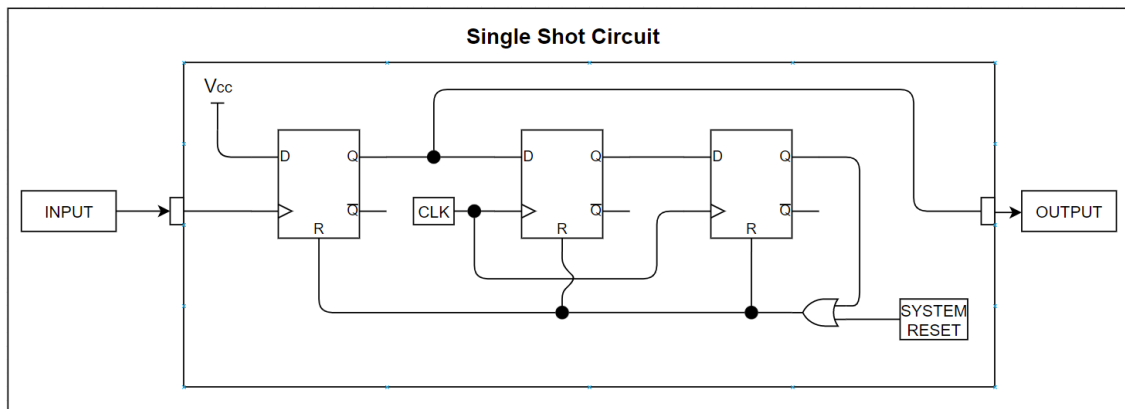 Single Shot Circuit
Vcc
D Q
D Q
D Q
INPUT
Q
CLK
Q
Q
OUTPUT
R
R
R
SYSTEM
RESET